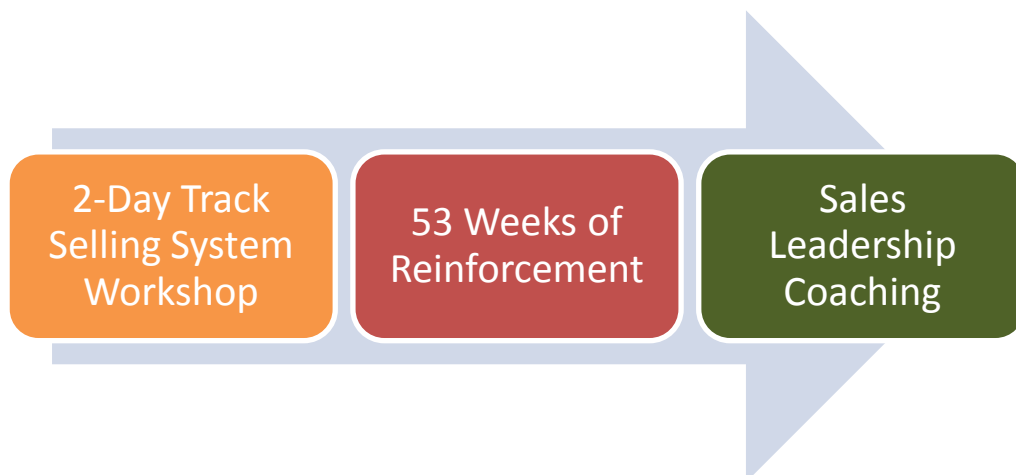 2-Day Track
Selling System
Workshop
53 Weeks of
Reinforcement
Sales
Leadership
Coaching